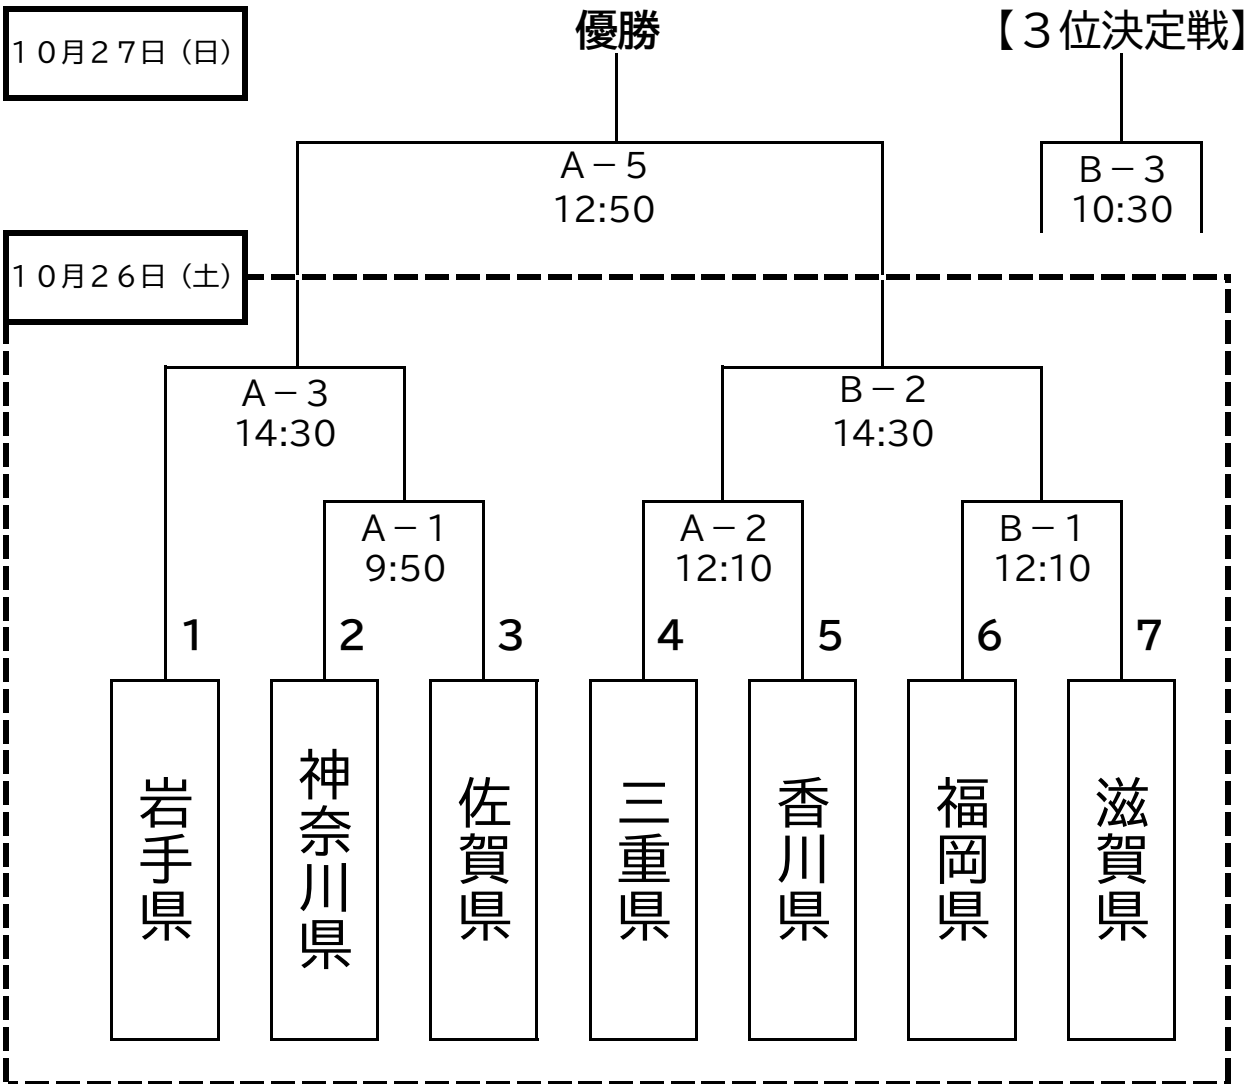 優勝
【３位決定戦】
１０月２７日（日）
Ａ－５
12:50
Ｂ－３
10:30
１０月２６日（土）
Ａ－３
14:30
Ｂ－２
14:30
Ａ－１
9:50
Ａ－２
12:10
Ｂ－１
12:10
1
2
3
4
5
6
7
岩手県
神奈川県
佐賀県
三重県
香川県
福岡県
滋賀県